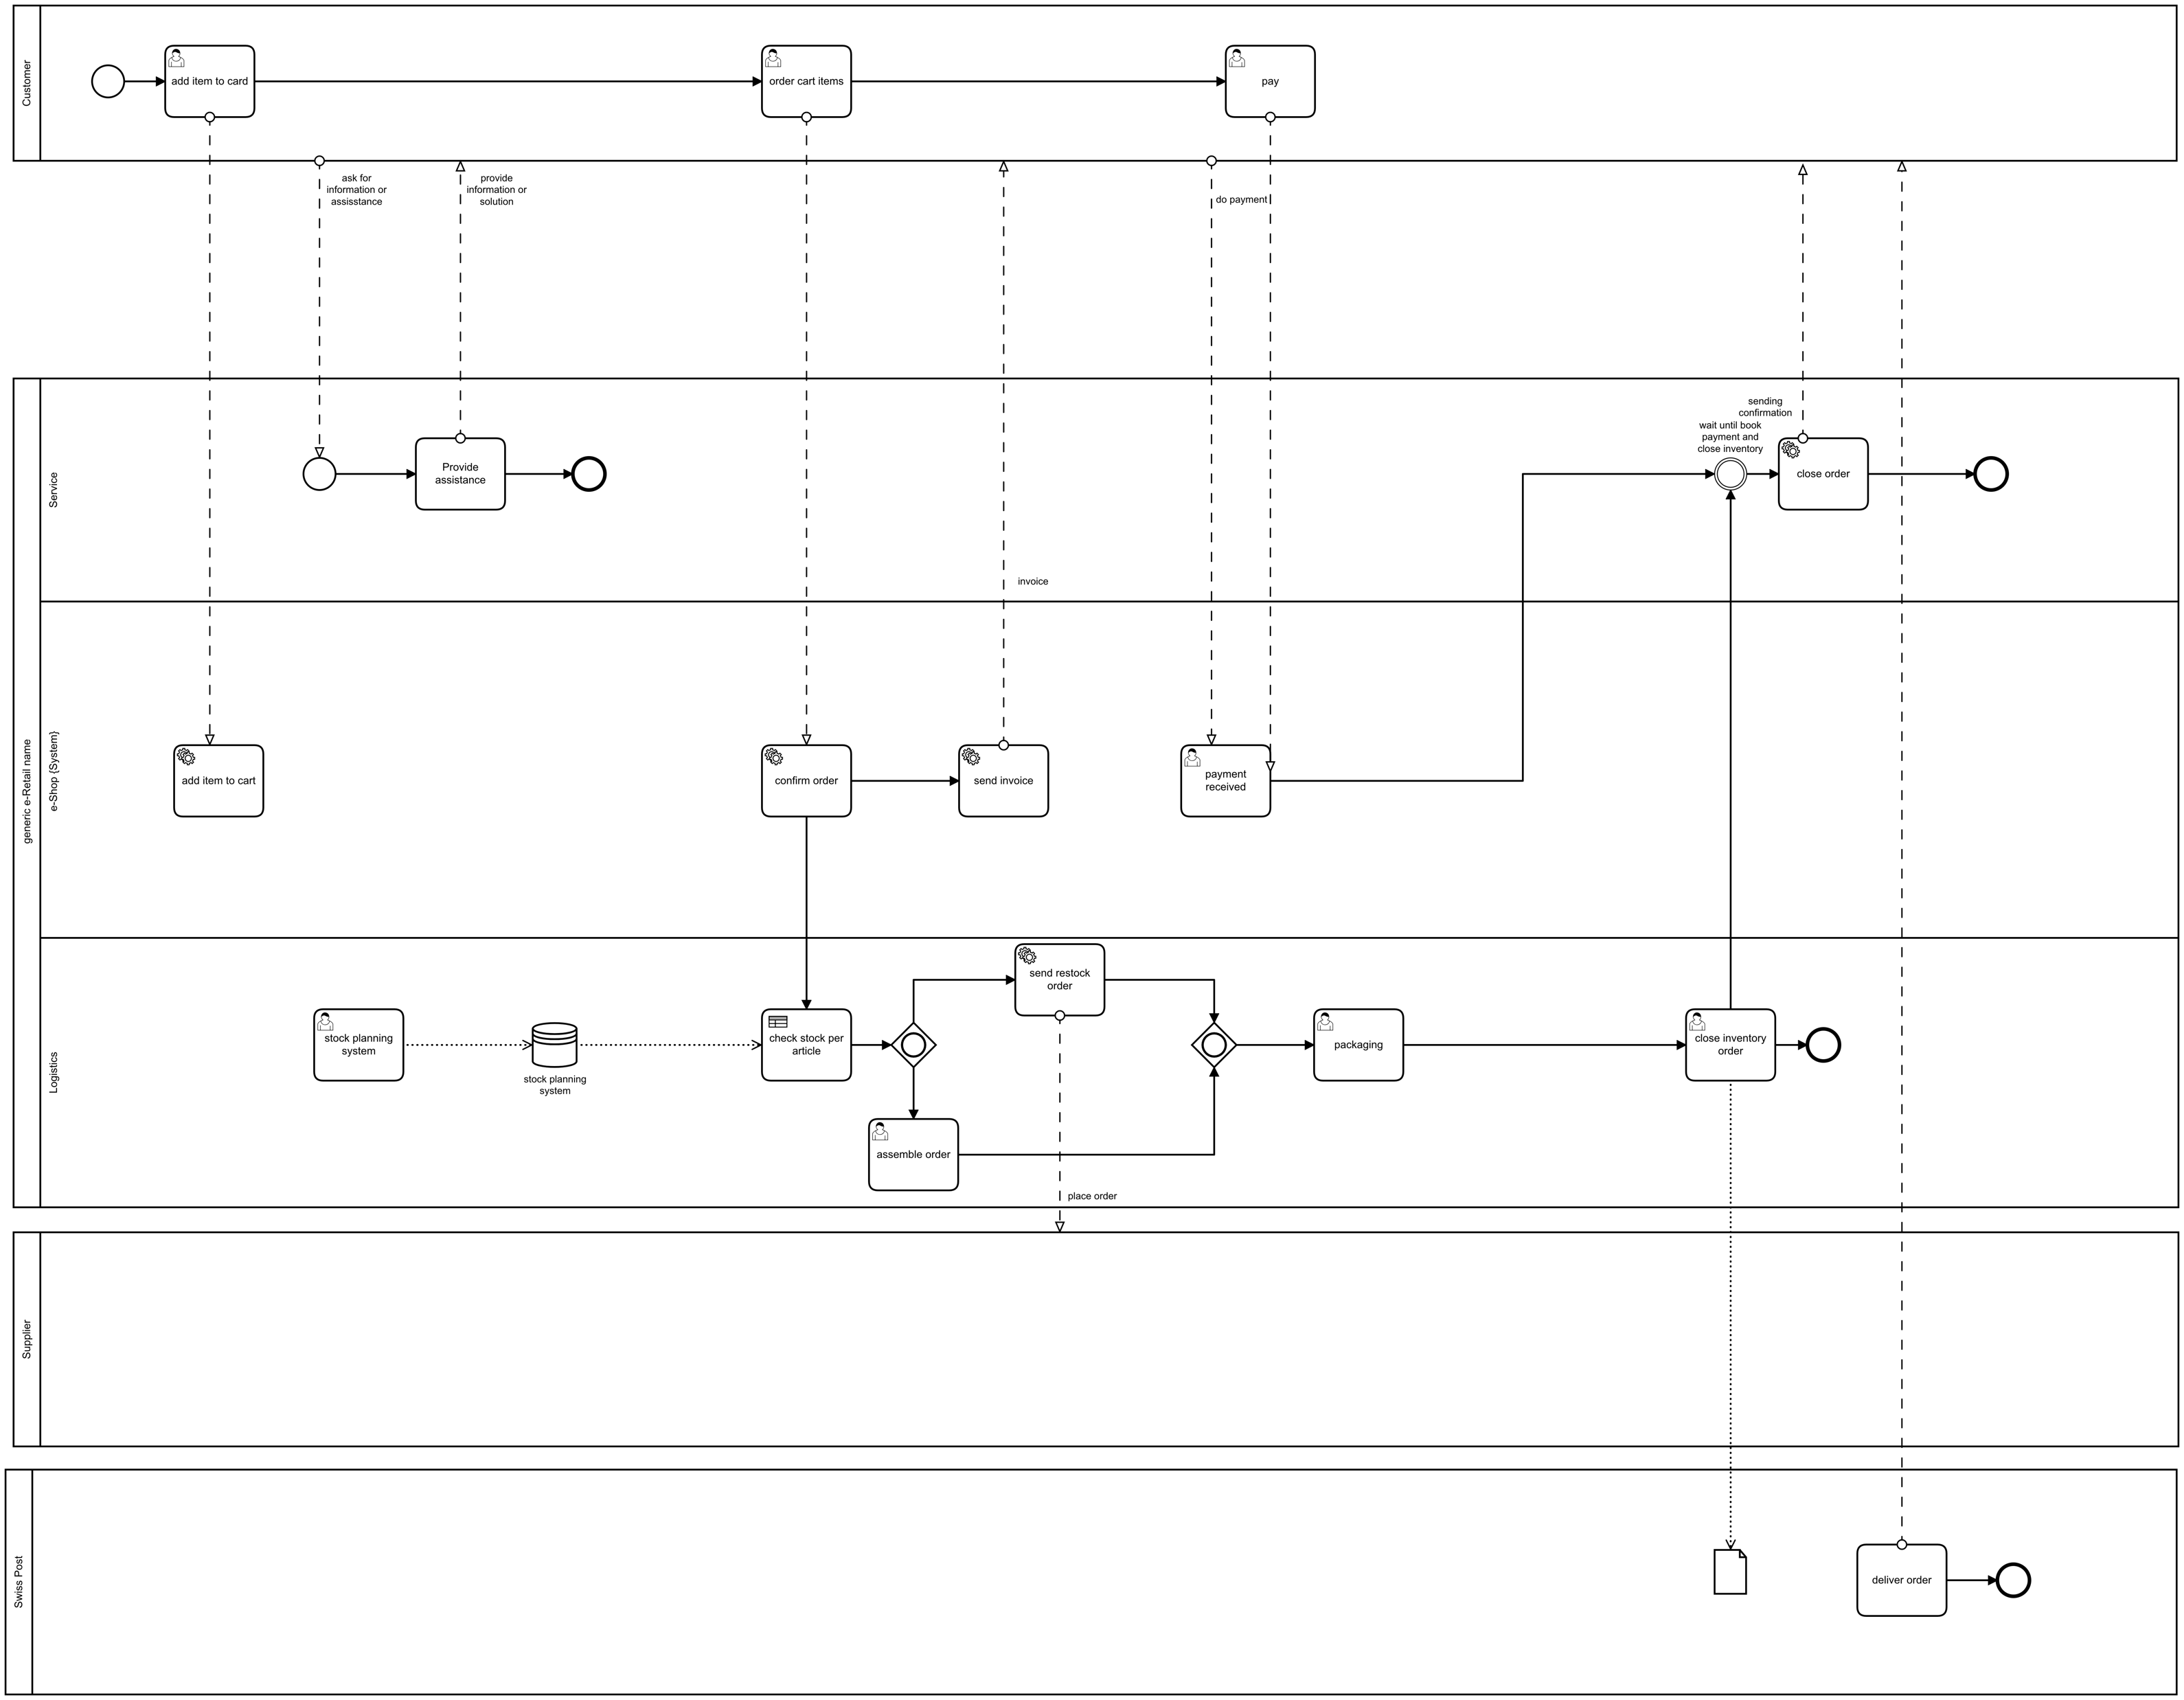 Customer
add item to card
order cart items
pay
ask for
information or
assisstance
provide
information or
solution
do payment
generic e-Retail name
Service
Provide
assistance
sending
confirmation
wait until book
payment and
close inventory
close order
invoice
e-Shop {System}
add item to cart
confirm order
send invoice
payment
received
Logistics
stock planning
system
stock planning
system
check stock per
article
send restock
order
assemble order
packaging
close inventory
order
place order
Supplier
Swiss Post
deliver order